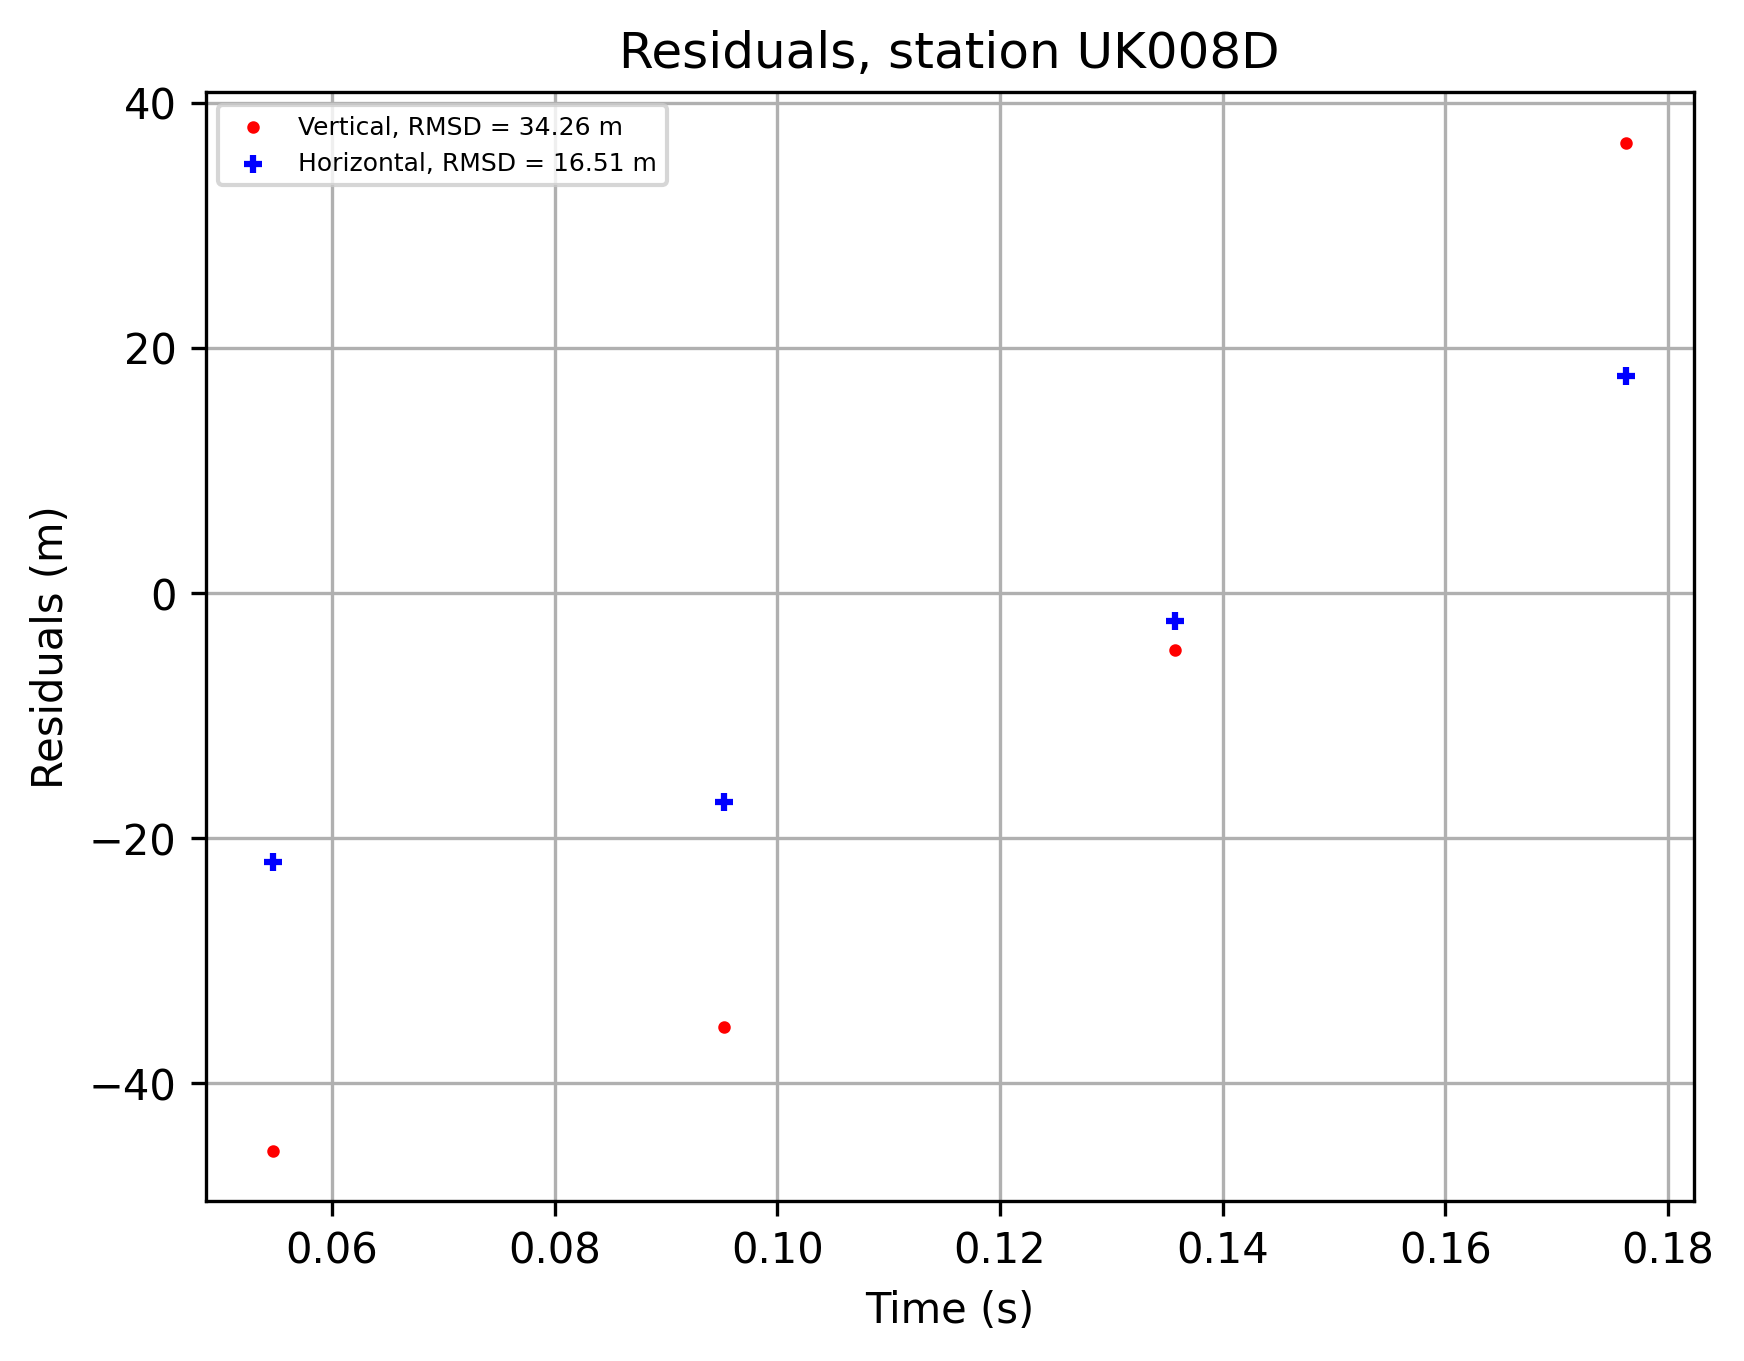 Residuals, station UK008D
Vertical, RMSD = 34.26 m
Horizontal, RMSD = 16.51 m
Residuals (m)
40
20
0
−20
−40
0.06 0.08 0.10 0.12 0.14 0.16 0.18
Time (s)